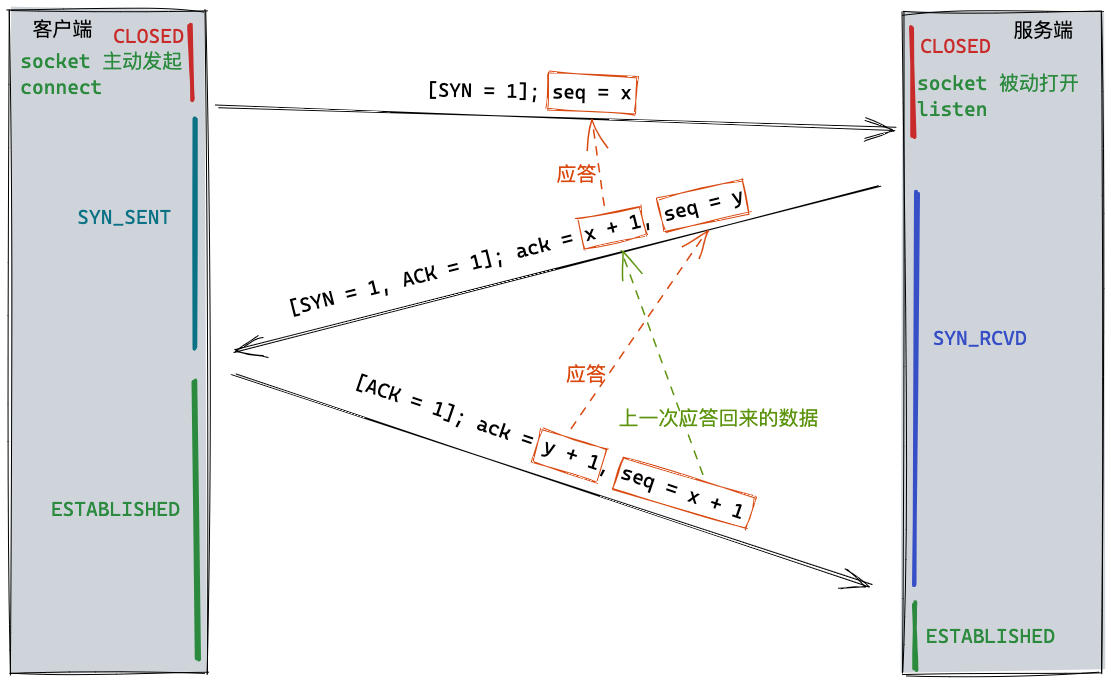 客户端
CLOSED
socket 主动发起
connect
SYN_SENT
ESTABLISHED
[SYN = 1]; seq = x
应答
[SYN = 1, ACK = 1]; ack = x + 1, seq = y
应答
上一次应答回来的数据
[ACK = 1]; ack = y + 1, seq = x + 1
服务端
CLOSED
socket 被动打开
listen
SYN_RCVD
ESTABLISHED